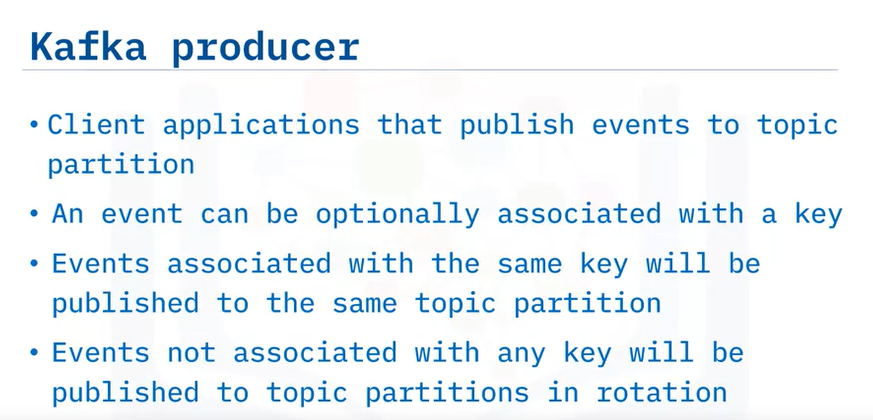 Kafka producer
• Client applications that publish events to topic
partition
• An event can be optionally associated with a key
• Events associated with the same key will be
published to the same topic partition
• Events not associated with any key will be
published to topic partitions in rotation